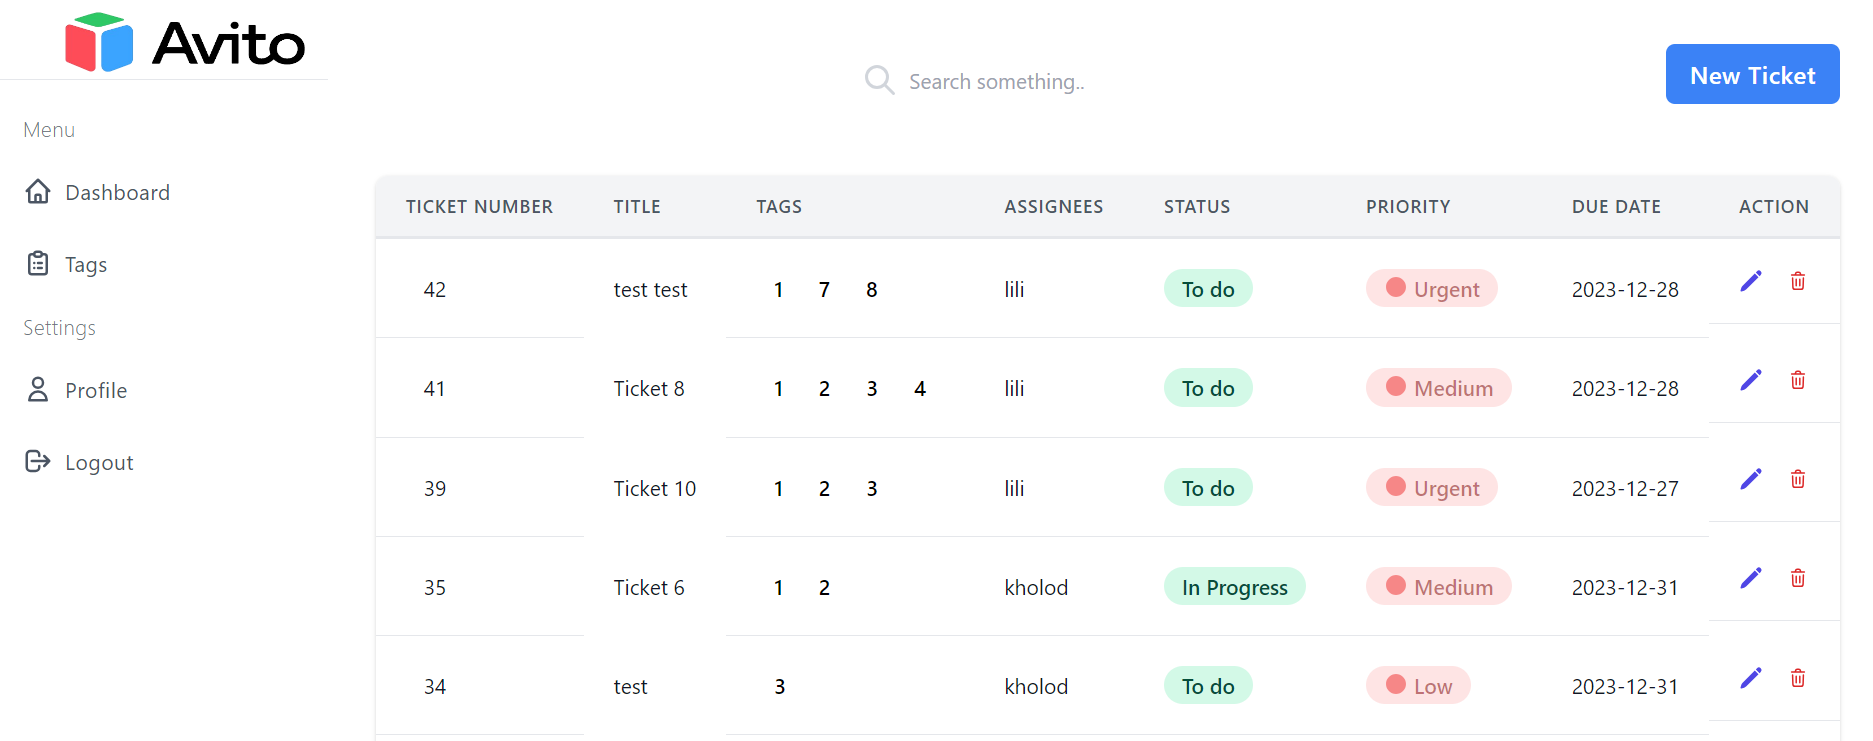 Avito
Search something..
New Ticket
Menu
Dashboard
Tags
Settings
Profile
Logout
TICKET NUMBER TITLE TAGS ASSIGNEES STATUS PRIORITY DUE DATE ACTION
42 test test 1 7 8 lili To do Urgent 2023-12-28
41 Ticket 8 1 2 3 4 lili To do Medium 2023-12-28
39 Ticket 10 1 2 3 lili To do Urgent 2023-12-27
35 Ticket 6 1 2 kholod In Progress Medium 2023-12-31
34 test 3 kholod To do Low 2023-12-31